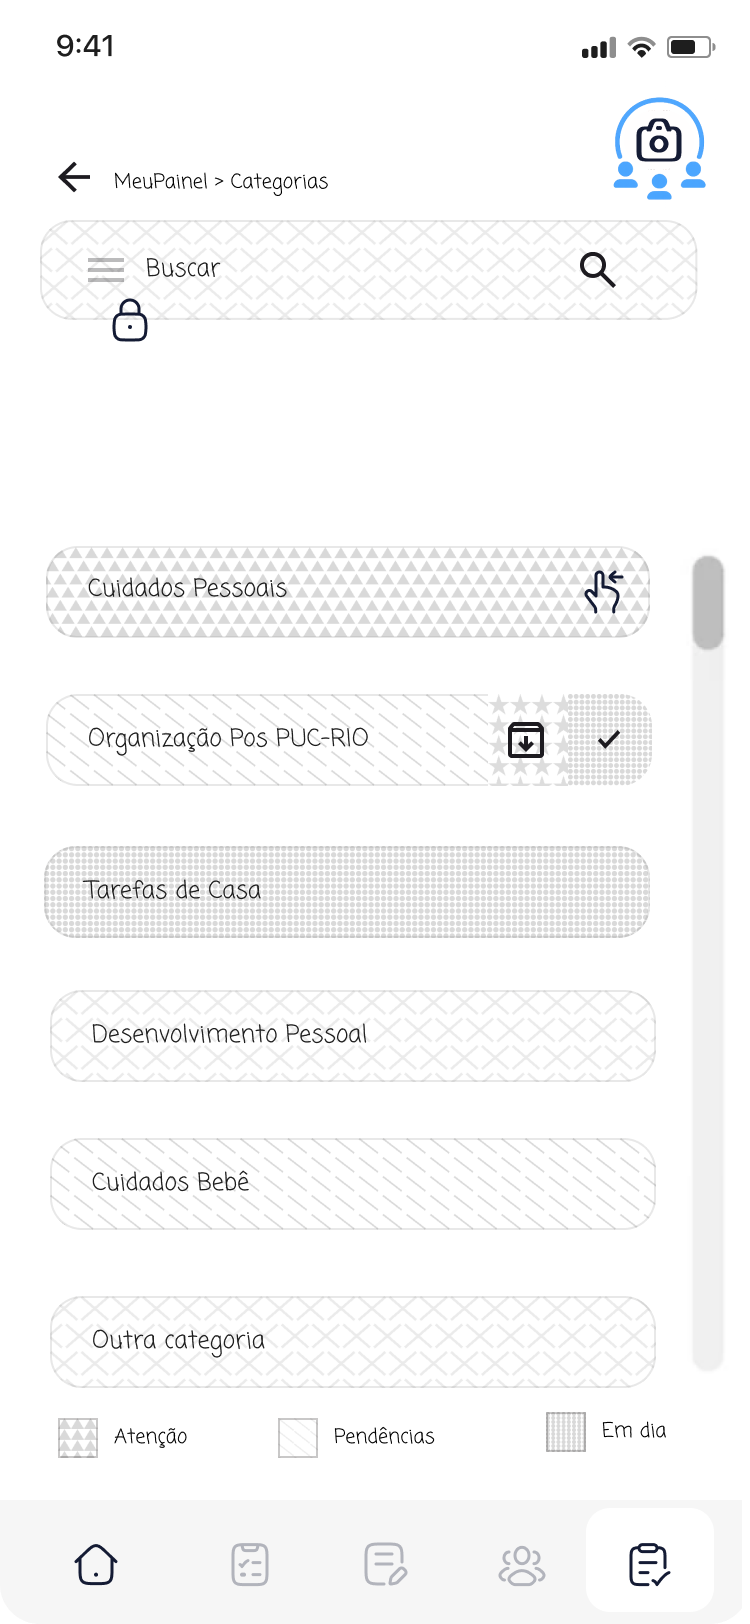 9:41
MeuPainel > Categorias
Buscar
Cuidados Pessoais
Organização Pos PUC-RIO
Tarefas de Casa
Desenvolvimento Pessoal
Cuidados Bebê
Outra categoria
Atenção
Pendências
Em dia